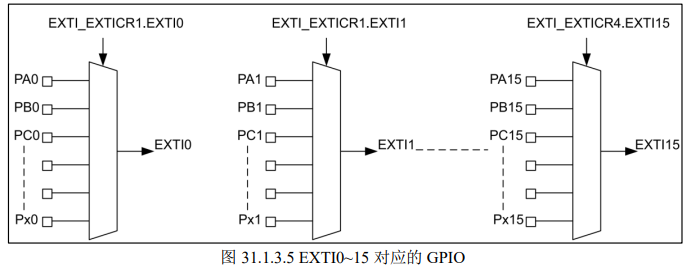 EXTI_EXTICR1.EXTI0
EXTI_EXTICR1.EXTI1
EXTI_EXTICR4.EXTI15
PA0
PB0
PC0
Px0
EXTI0
PA1
PB1
PC1
Px1
EXTI1
PA15
PB15
PC15
Px15
EXTI15
图 31.1.3.5 EXTI0~15 对应的 GPIO